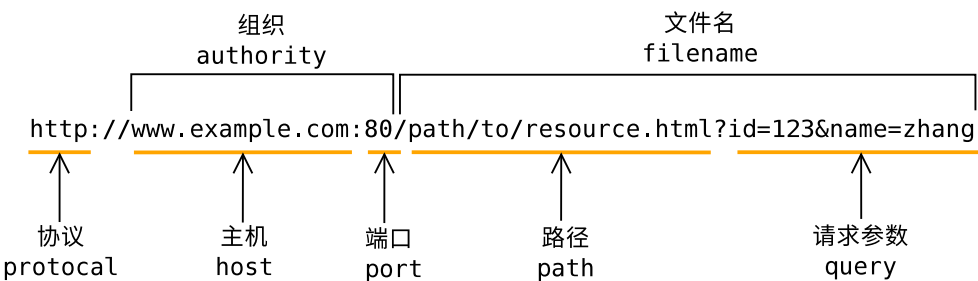 组织
authority
文件名
filename
http://www.example.com:80/path/to/resource.html?id=123&name=zhang
协议
protocal
主机
host
端口
port
路径
path
请求参数
query